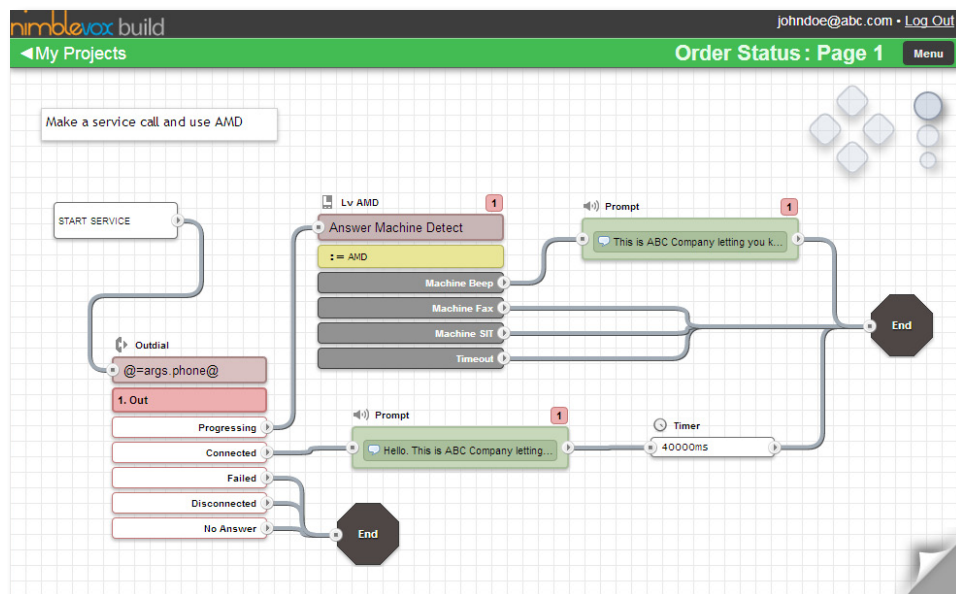 nimblevox build
johndoe@abc.com • Log Out
◄My Projects
Order Status : Page 1
Menu
Make a service call and use AMD
START SERVICE
Lv AMD
1
Answer Machine Detect
:= AMD
Machine Beep
Machine Fax
Machine SIT
Timeout
Prompt
1
This is ABC Company letting you k...
End
Outdial
@=args.phone@
1. Out
Progressing
Connected
Failed
Disconnected
No Answer
Prompt
1
Hello. This is ABC Company letting...
Timer
40000ms
End